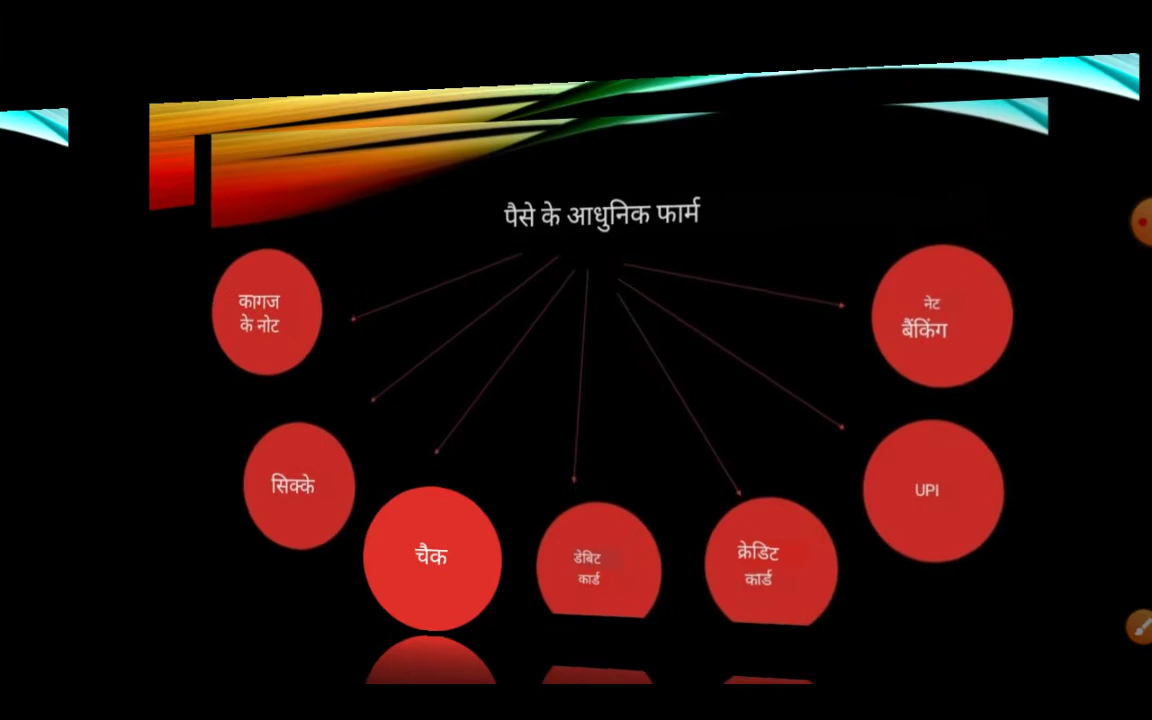 पैसे के आधुनिक फार्म
कागज
के नोट
सिक्के
चैक
डेबिट
कार्ड
क्रेडिट
कार्ड
UPI
नेट
बैंकिंग